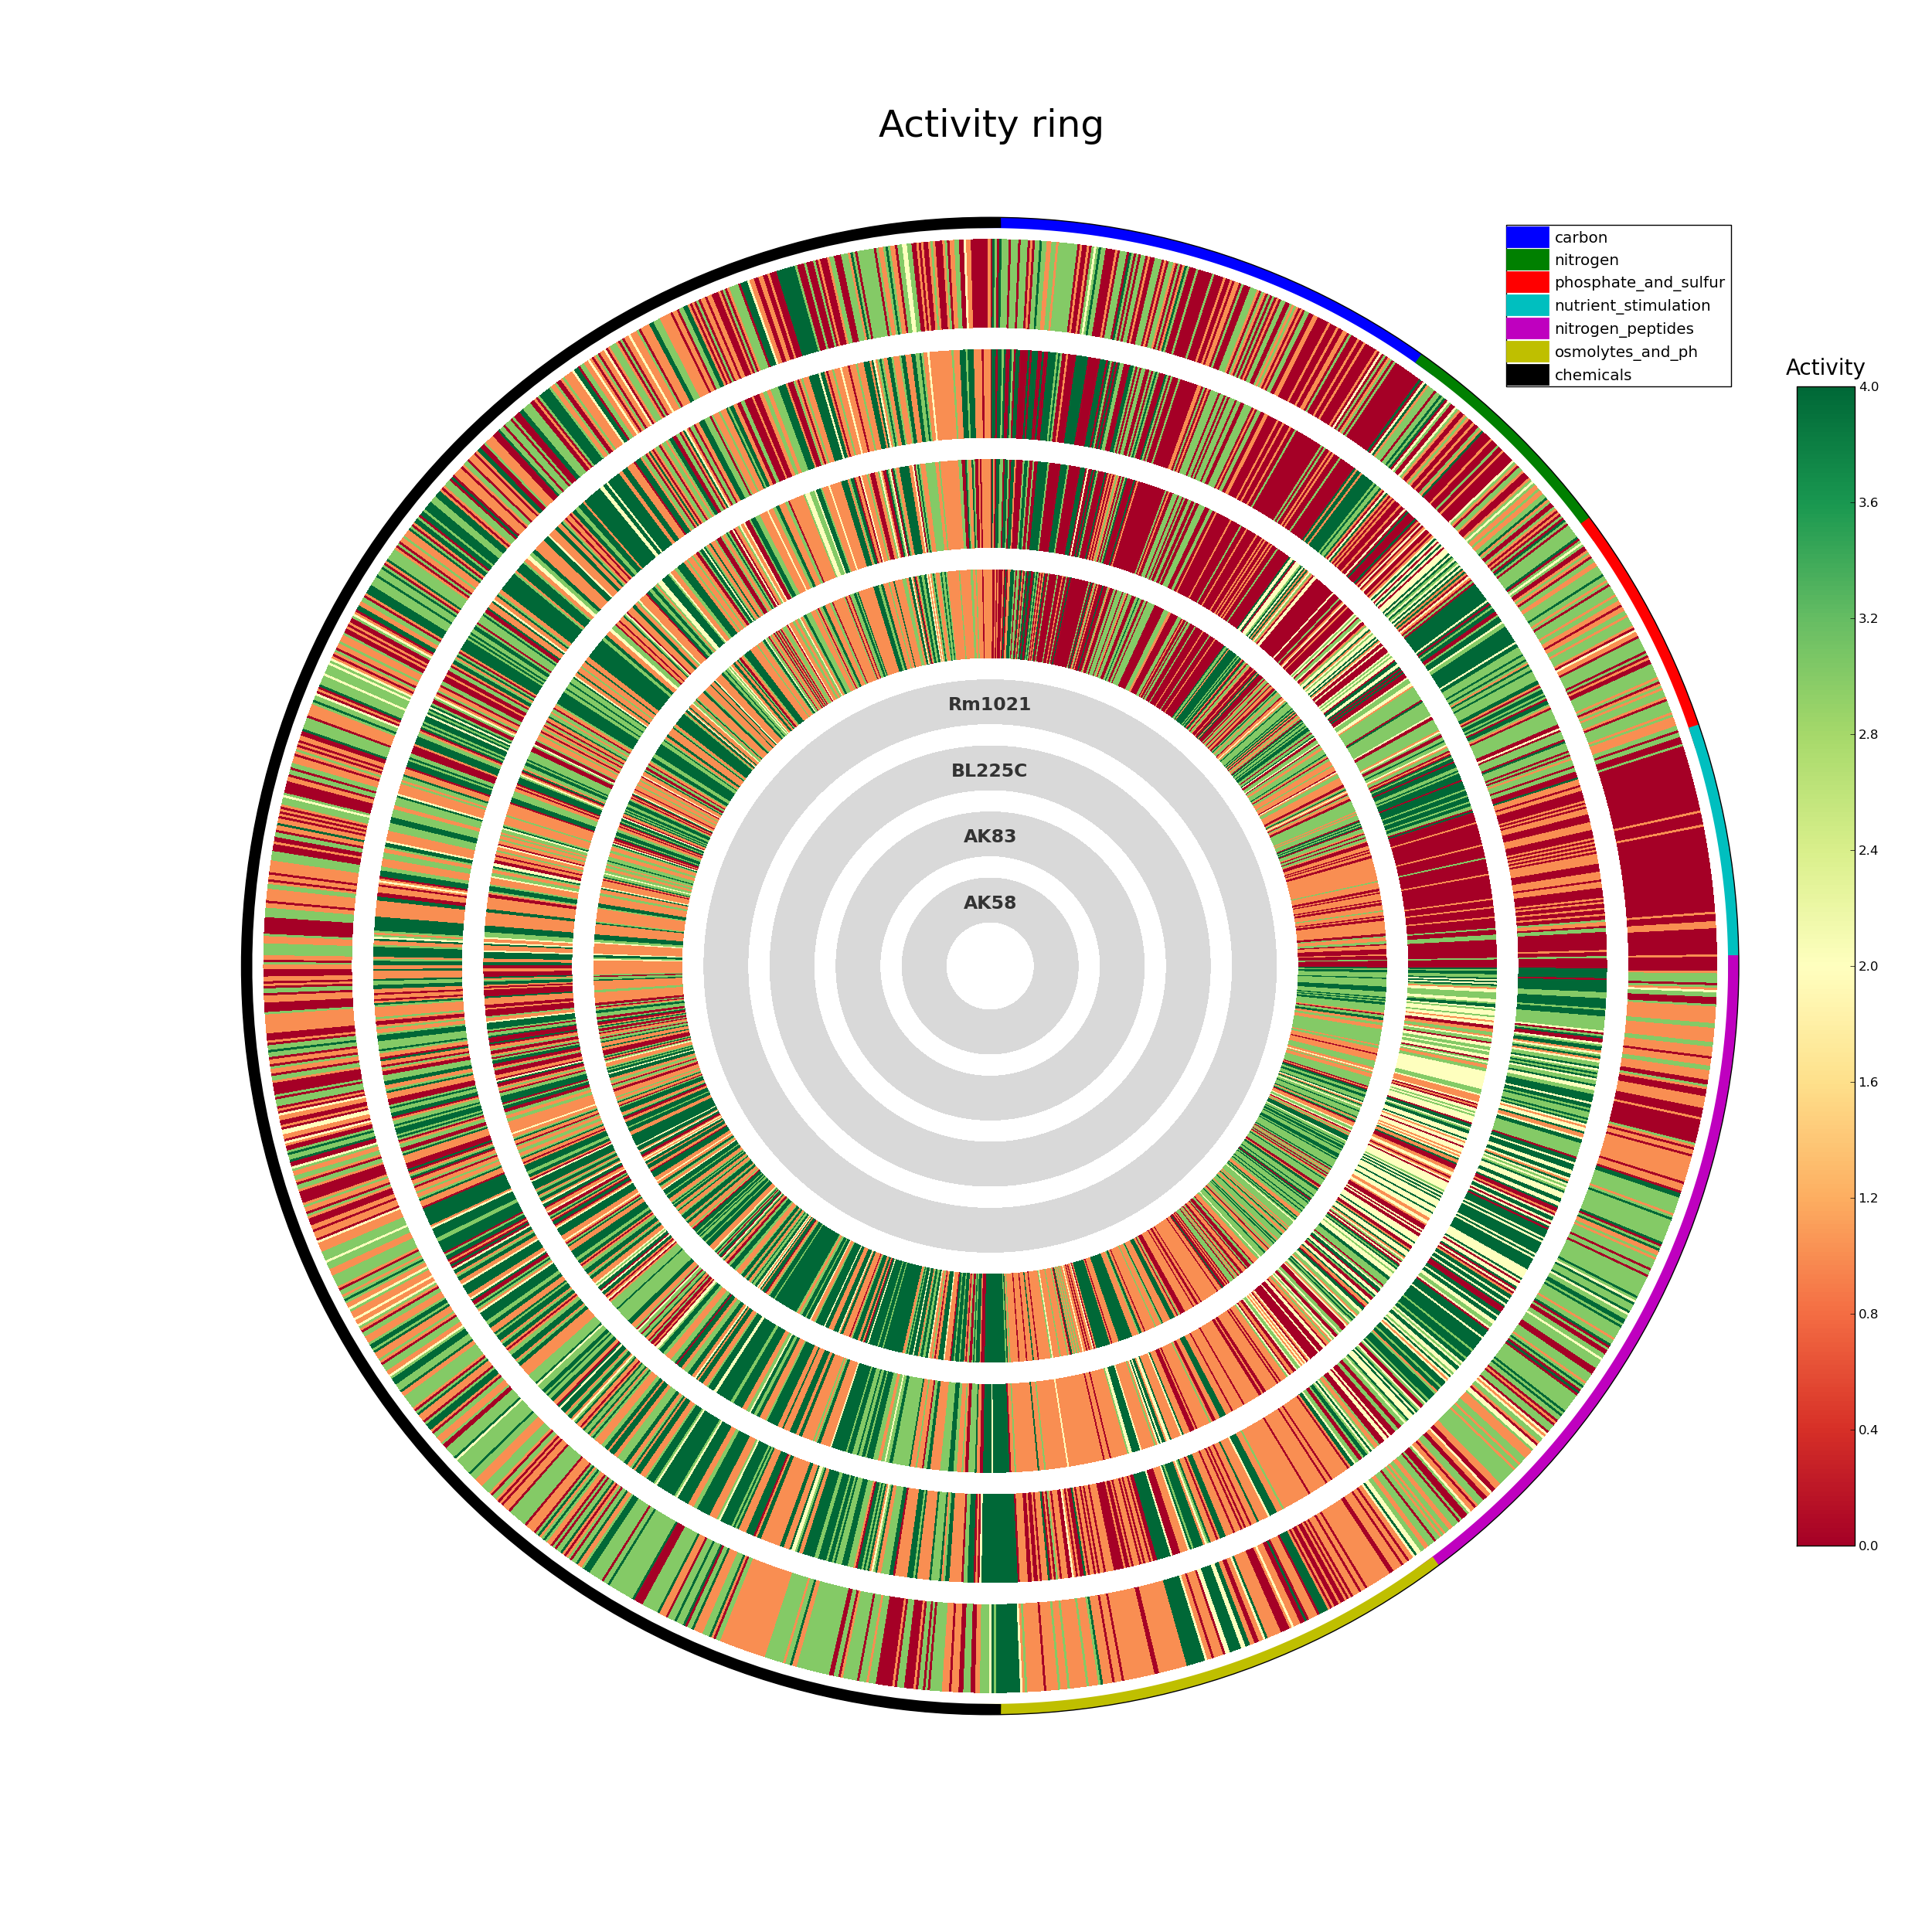 Activity ring
carbon
nitrogen
phosphate_and_sulfur
nutrient_stimulation
nitrogen_peptides
osmolytes_and_ph
chemicals
Activity
4.0
3.6
3.2
2.8
2.4
2.0
1.6
1.2
0.8
0.4
0.0
Rm1021
BL225C
AK83
AK58